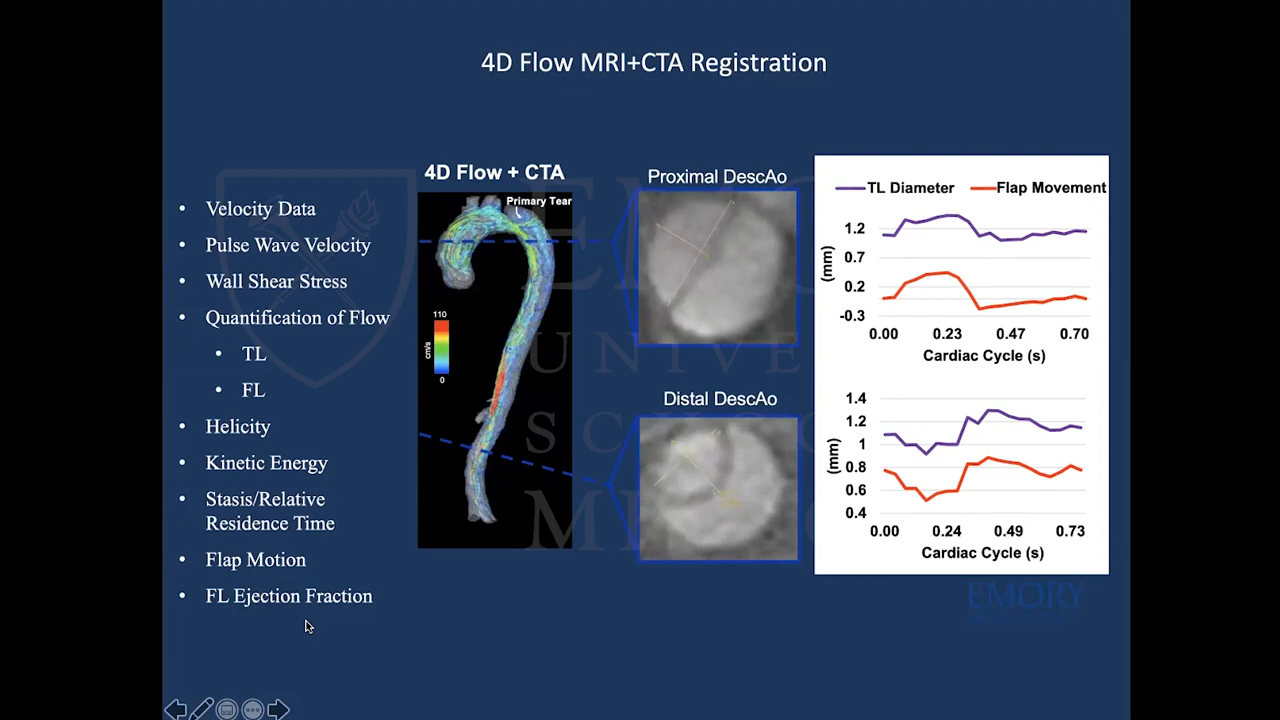 4D Flow MRI+CTA Registration
• Velocity Data
• Pulse Wave Velocity
• Wall Shear Stress
• Quantification of Flow
• TL
• FL
• Helicity
• Kinetic Energy
• Stasis/Relative
Residence Time
• Flap Motion
• FL Ejection Fraction
4D Flow + CTA
Primary Tear
110
cm/s
0
Proximal DescAo
Distal DescAo
TL Diameter
Flap Movement
(mm)
1.2
0.7
0.2
-0.3
0.00 0.23 0.47 0.70
Cardiac Cycle (s)
(mm)
1.4
1.2
1
0.8
0.6
0.4
0.00 0.24 0.49 0.73
Cardiac Cycle (s)
EMORY